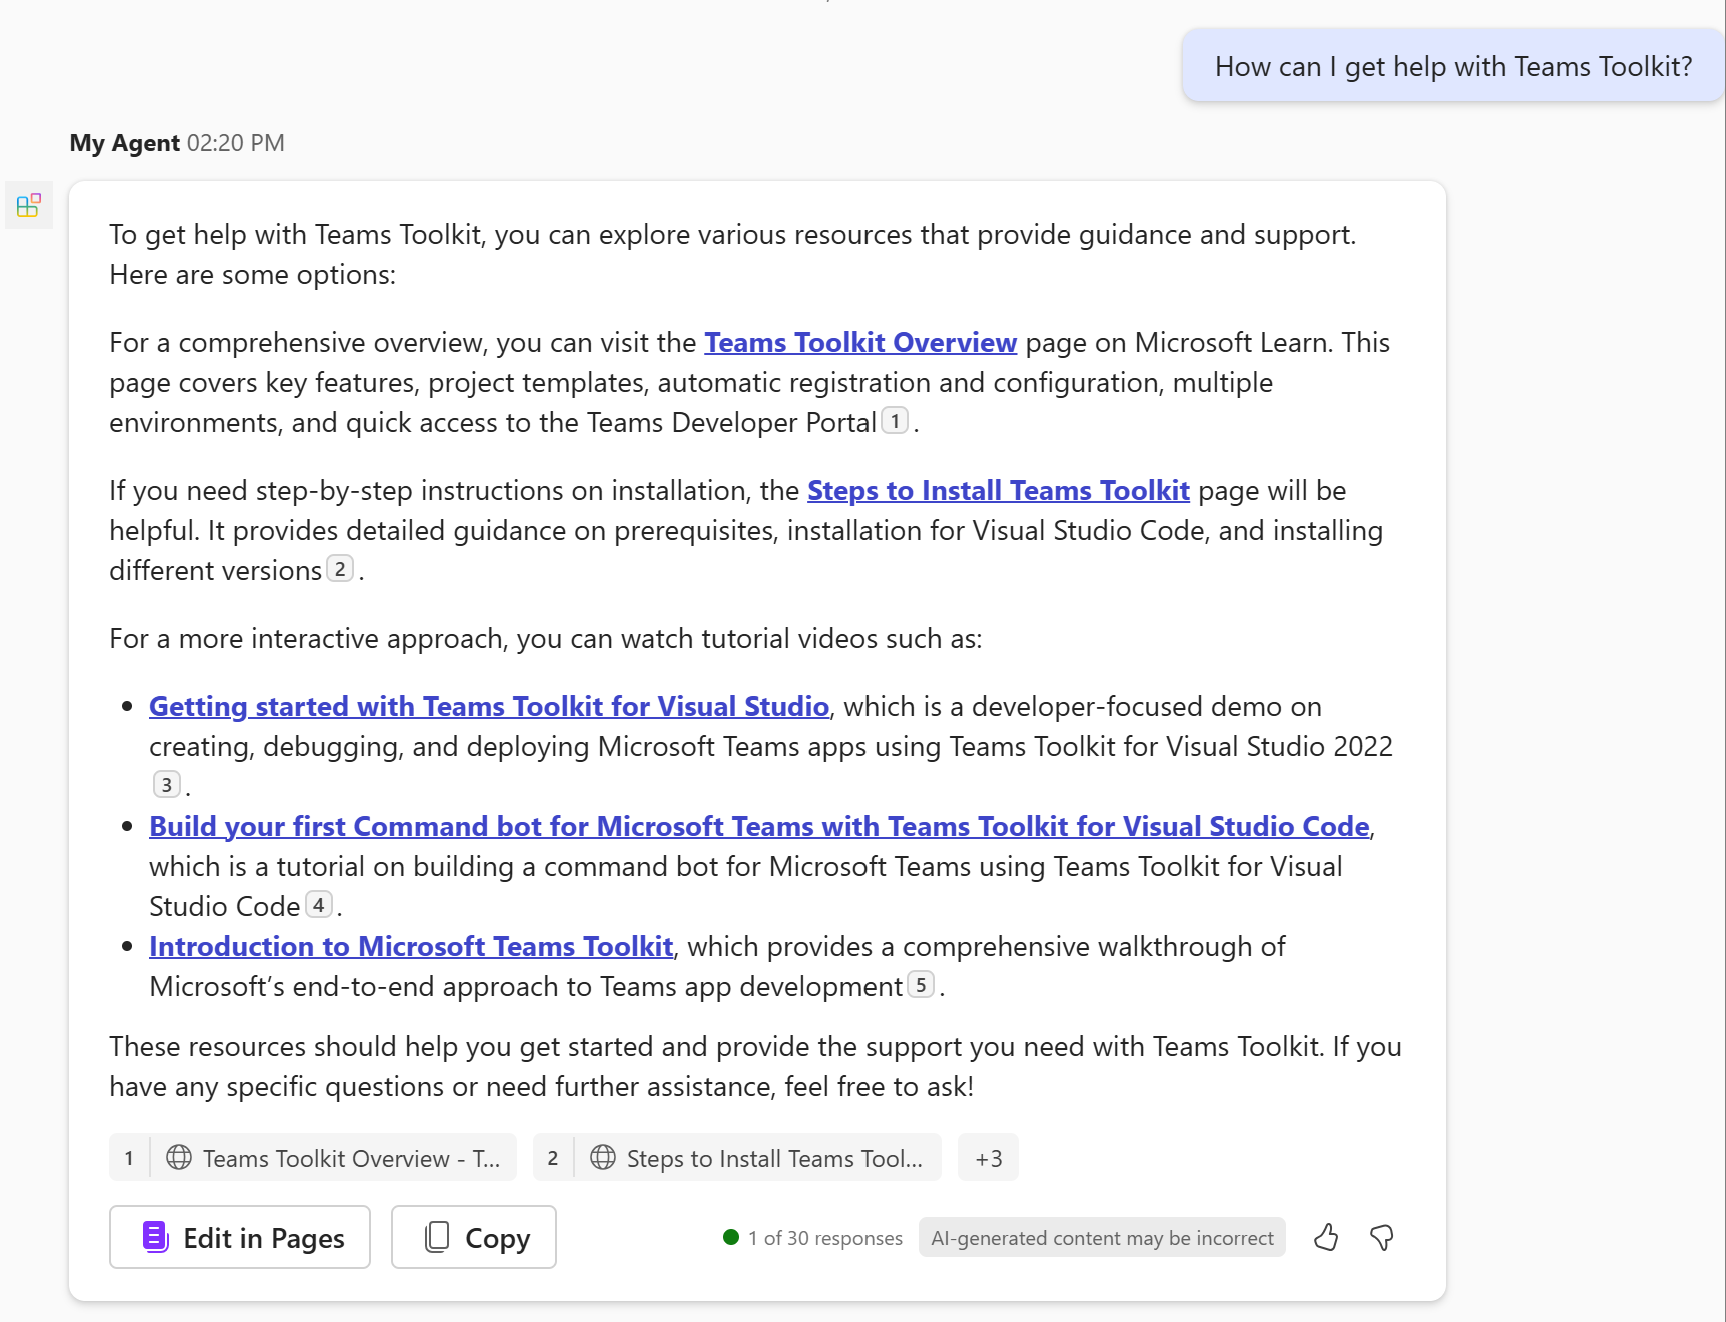 How can I get help with Teams Toolkit?
My Agent 02:20 PM
To get help with Teams Toolkit, you can explore various resources that provide guidance and support.
Here are some options:
For a comprehensive overview, you can visit the Teams Toolkit Overview page on Microsoft Learn. This
page covers key features, project templates, automatic registration and configuration, multiple
environments, and quick access to the Teams Developer Portal 1 .
If you need step-by-step instructions on installation, the Steps to Install Teams Toolkit page will be
helpful. It provides detailed guidance on prerequisites, installation for Visual Studio Code, and installing
different versions 2 .
For a more interactive approach, you can watch tutorial videos such as:
• Getting started with Teams Toolkit for Visual Studio, which is a developer-focused demo on
creating, debugging, and deploying Microsoft Teams apps using Teams Toolkit for Visual Studio 2022
3 .
• Build your first Command bot for Microsoft Teams with Teams Toolkit for Visual Studio Code,
which is a tutorial on building a command bot for Microsoft Teams using Teams Toolkit for Visual
Studio Code 4 .
• Introduction to Microsoft Teams Toolkit, which provides a comprehensive walkthrough of
Microsoft’s end-to-end approach to Teams app development 5 .
These resources should help you get started and provide the support you need with Teams Toolkit. If you
have any specific questions or need further assistance, feel free to ask!
1 Teams Toolkit Overview - T... 2 Steps to Install Teams Tool... +3
Edit in Pages Copy 1 of 30 responses AI-generated content may be incorrect